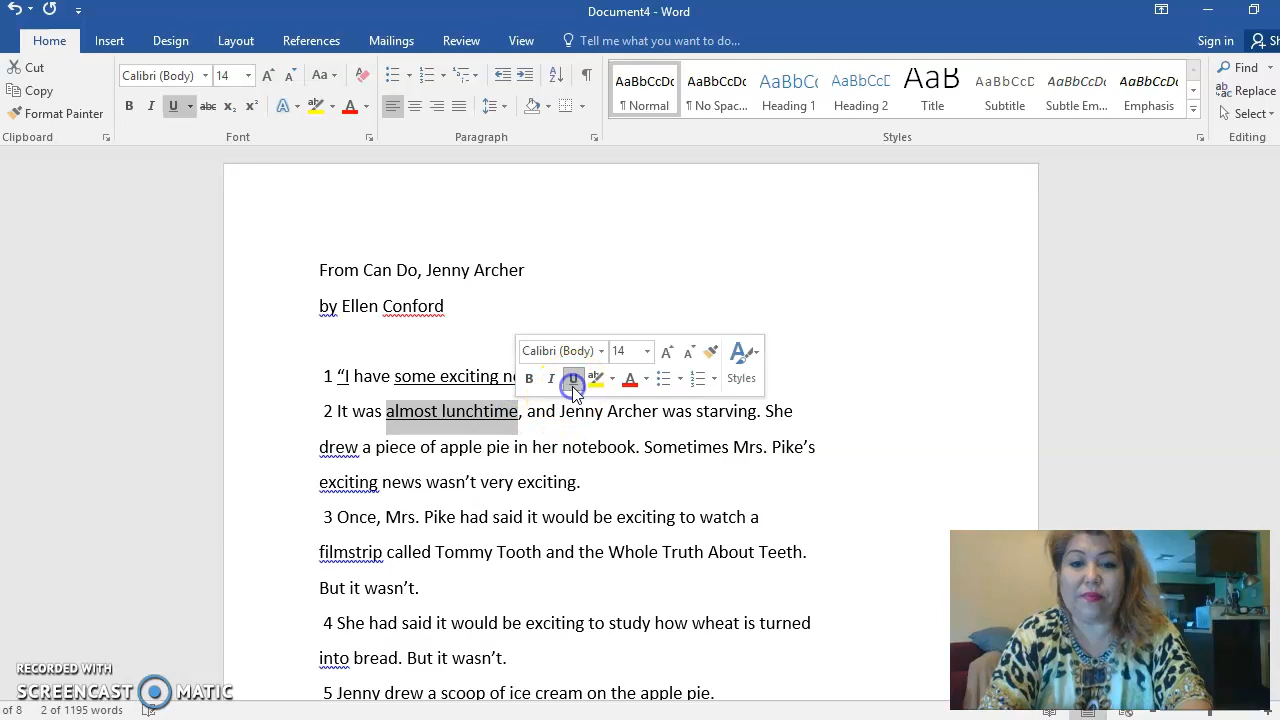 Document4 - Word
Home Insert Design Layout References Mailings Review View Tell me what you want to do... Sign in Sh
Cut
Copy
Format Painter
Clipboard
Calibri (Body) 14 Aa
B I U abc x₂ x² A ab A
Font
Paragraph
AaBbCcDc AaBbCcDc AaBbCc AaBbCcD AaB AaBbCcD AaBbCcDc AaBbCcDc
¶ Normal ¶ No Spac... Heading 1 Heading 2 Title Subtitle Subtle Em... Emphasis
Styles
Find
Replace
Select
Editing
From Can Do, Jenny Archer
by Ellen Conford
Calibri (Body) 14
B I U ab A Styles
1 “I have some exciting
2 It was almost lunchtime, and Jenny Archer was starving. She
drew a piece of apple pie in her notebook. Sometimes Mrs. Pike’s
exciting news wasn’t very exciting.
3 Once, Mrs. Pike had said it would be exciting to watch a
filmstrip called Tommy Tooth and the Whole Truth About Teeth.
But it wasn’t.
4 She had said it would be exciting to study how wheat is turned
into bread. But it wasn’t.
5 Jenny drew a scoop of ice cream on the apple pie.
RECORDED WITH
SCREENCAST MATIC
of 8 2 of 1195 words